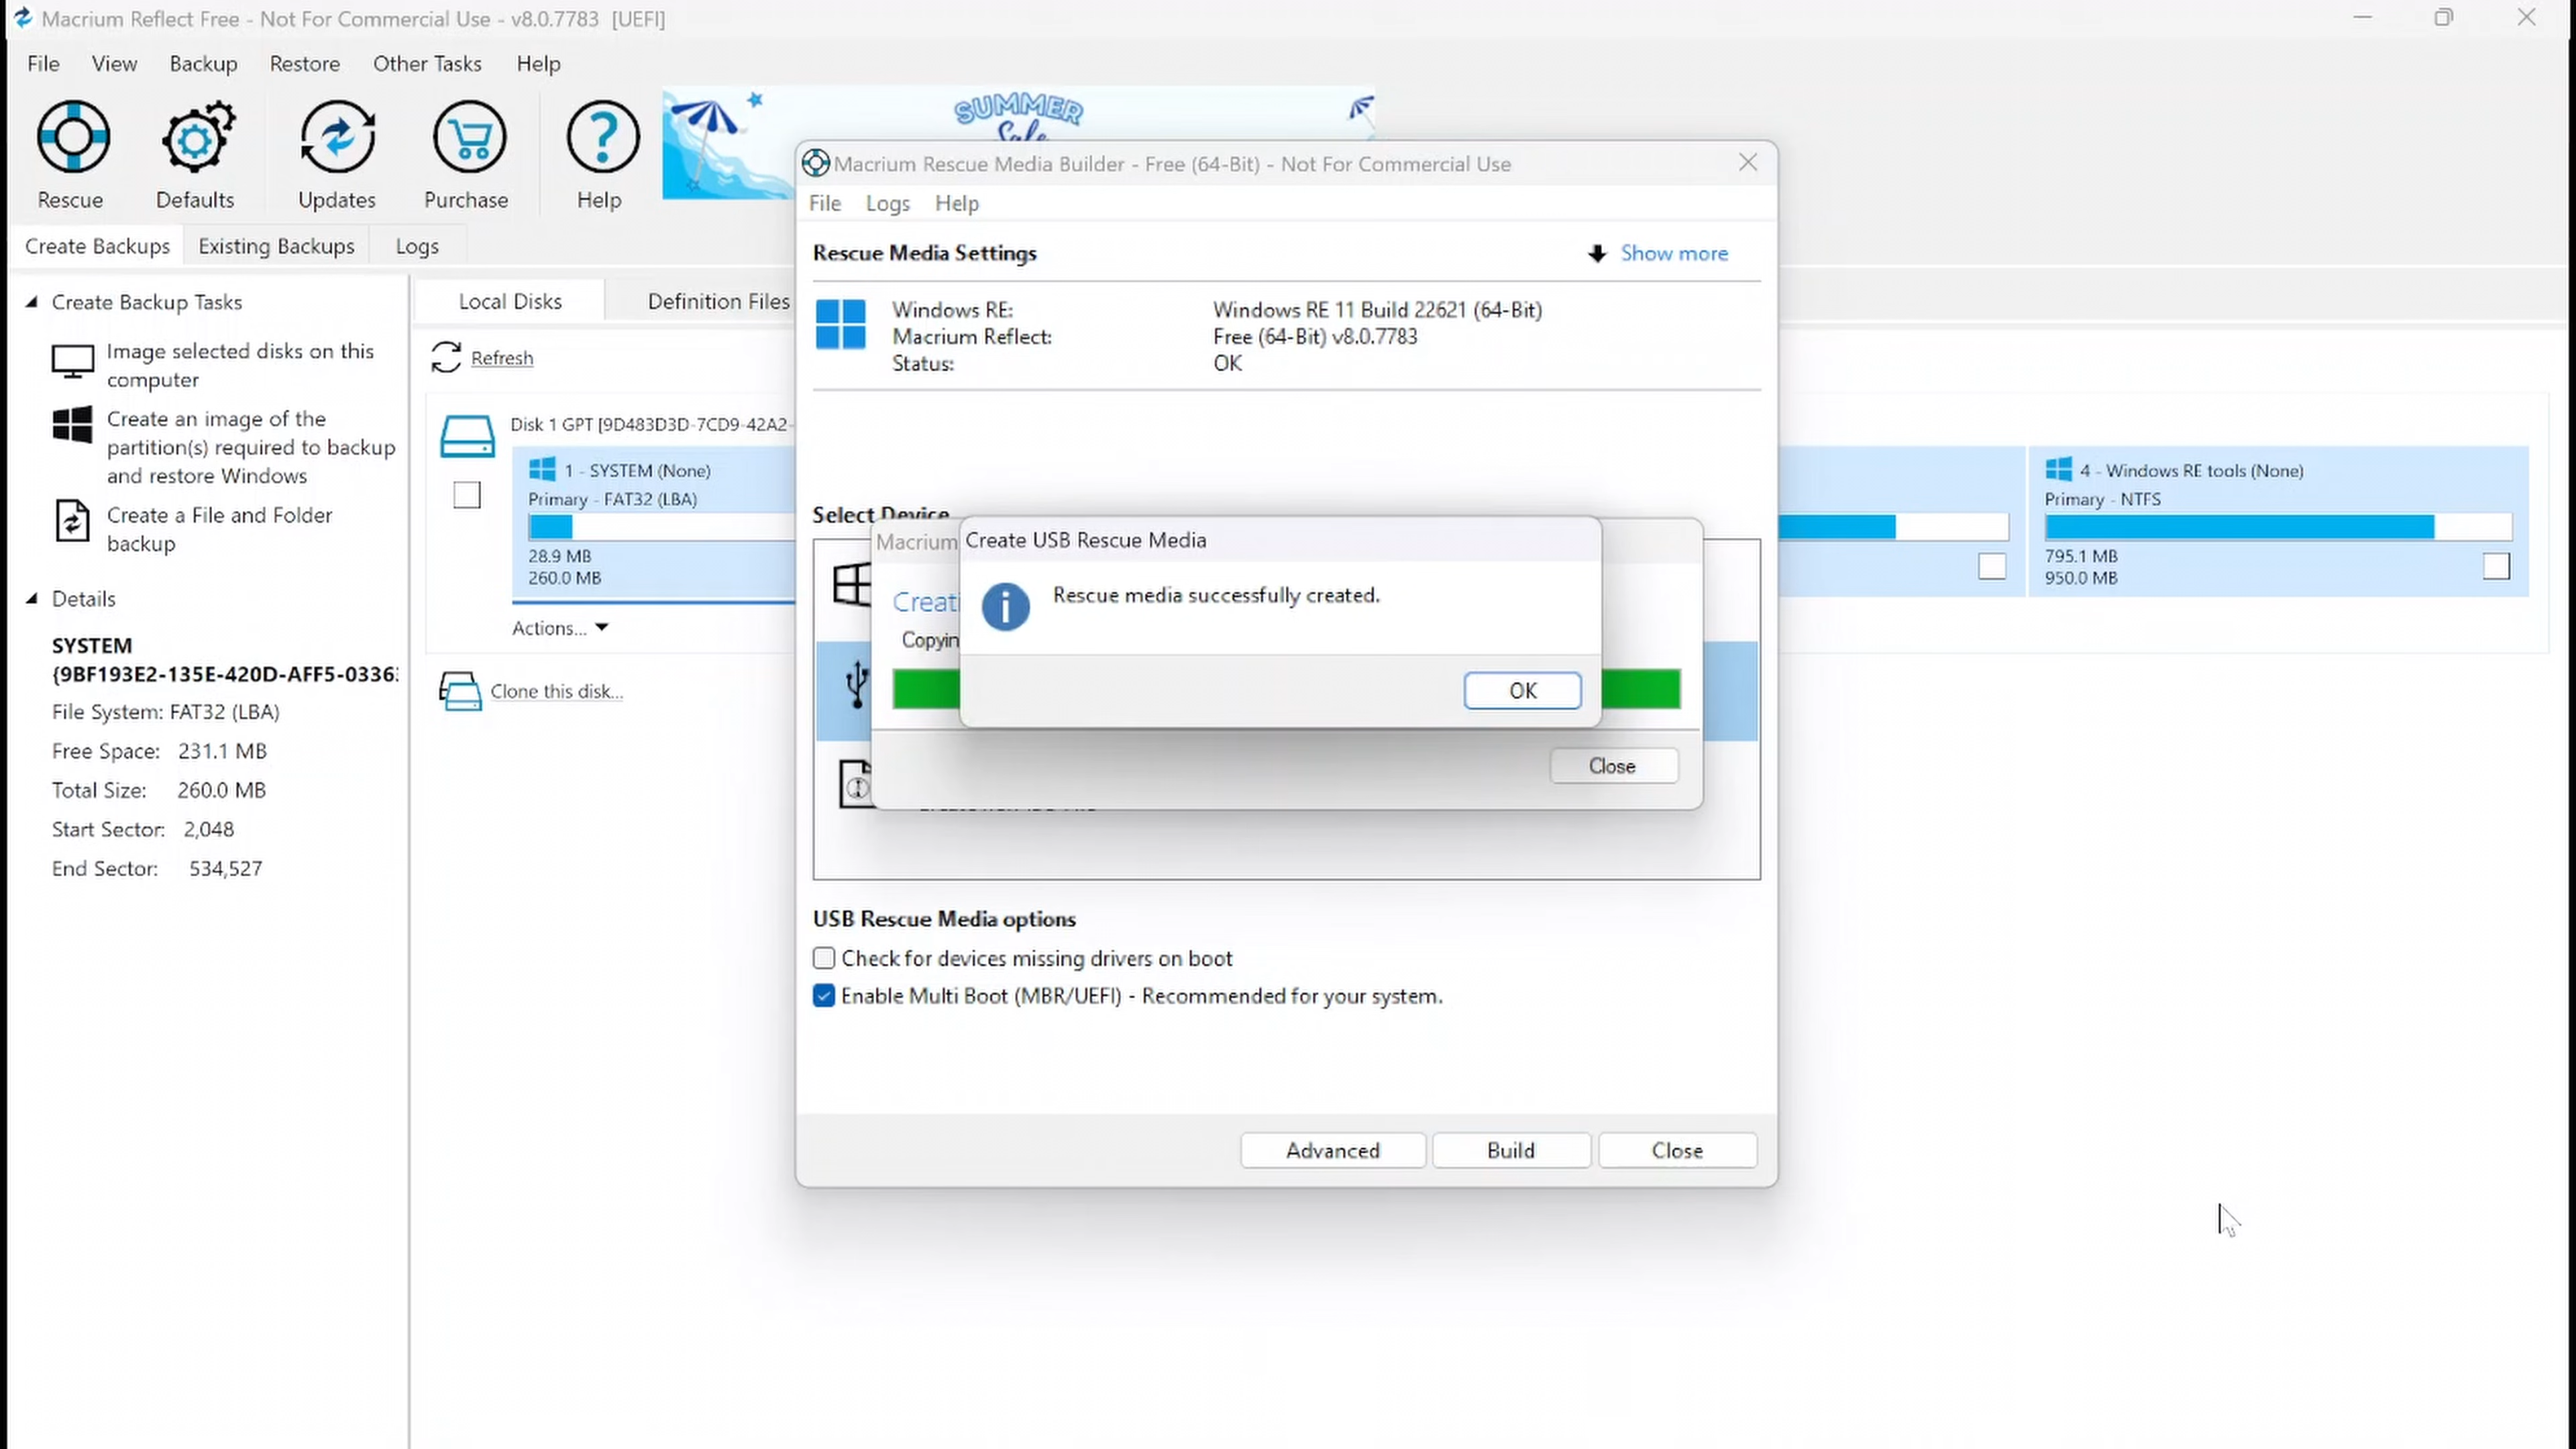 Macrium Reflect Free - Not For Commercial Use - v8.0.7783 [UEFI]
File View Backup Restore Other Tasks Help
SUMMER
Sale
Rescue Defaults Updates Purchase Help
Create Backups Existing Backups Logs
Create Backup Tasks
Image selected disks on this
computer
Create an image of the
partition(s) required to backup
and restore Windows
Create a File and Folder
backup
Details
SYSTEM
{9BF193E2-135E-420D-AFF5-0336
File System: FAT32 (LBA)
Free Space: 231.1 MB
Total Size: 260.0 MB
Start Sector: 2,048
End Sector: 534,527
Local Disks Definition Files
Refresh
Disk 1 GPT [9D483D3D-7CD9-42A2-
1 - SYSTEM (None)
Primary - FAT32 (LBA)
28.9 MB
260.0 MB
Actions...
Clone this disk...
4 - Windows RE tools (None)
Primary - NTFS
795.1 MB
950.0 MB
Macrium Rescue Media Builder - Free (64-Bit) - Not For Commercial Use
File Logs Help
Rescue Media Settings Show more
Windows RE: Windows RE 11 Build 22621 (64-Bit)
Macrium Reflect: Free (64-Bit) v8.0.7783
Status: OK
Select Device
Macrium
Creati
Copyin
Close
Create USB Rescue Media
Rescue media successfully created.
OK
USB Rescue Media options
Check for devices missing drivers on boot
Enable Multi Boot (MBR/UEFI) - Recommended for your system.
Advanced Build Close